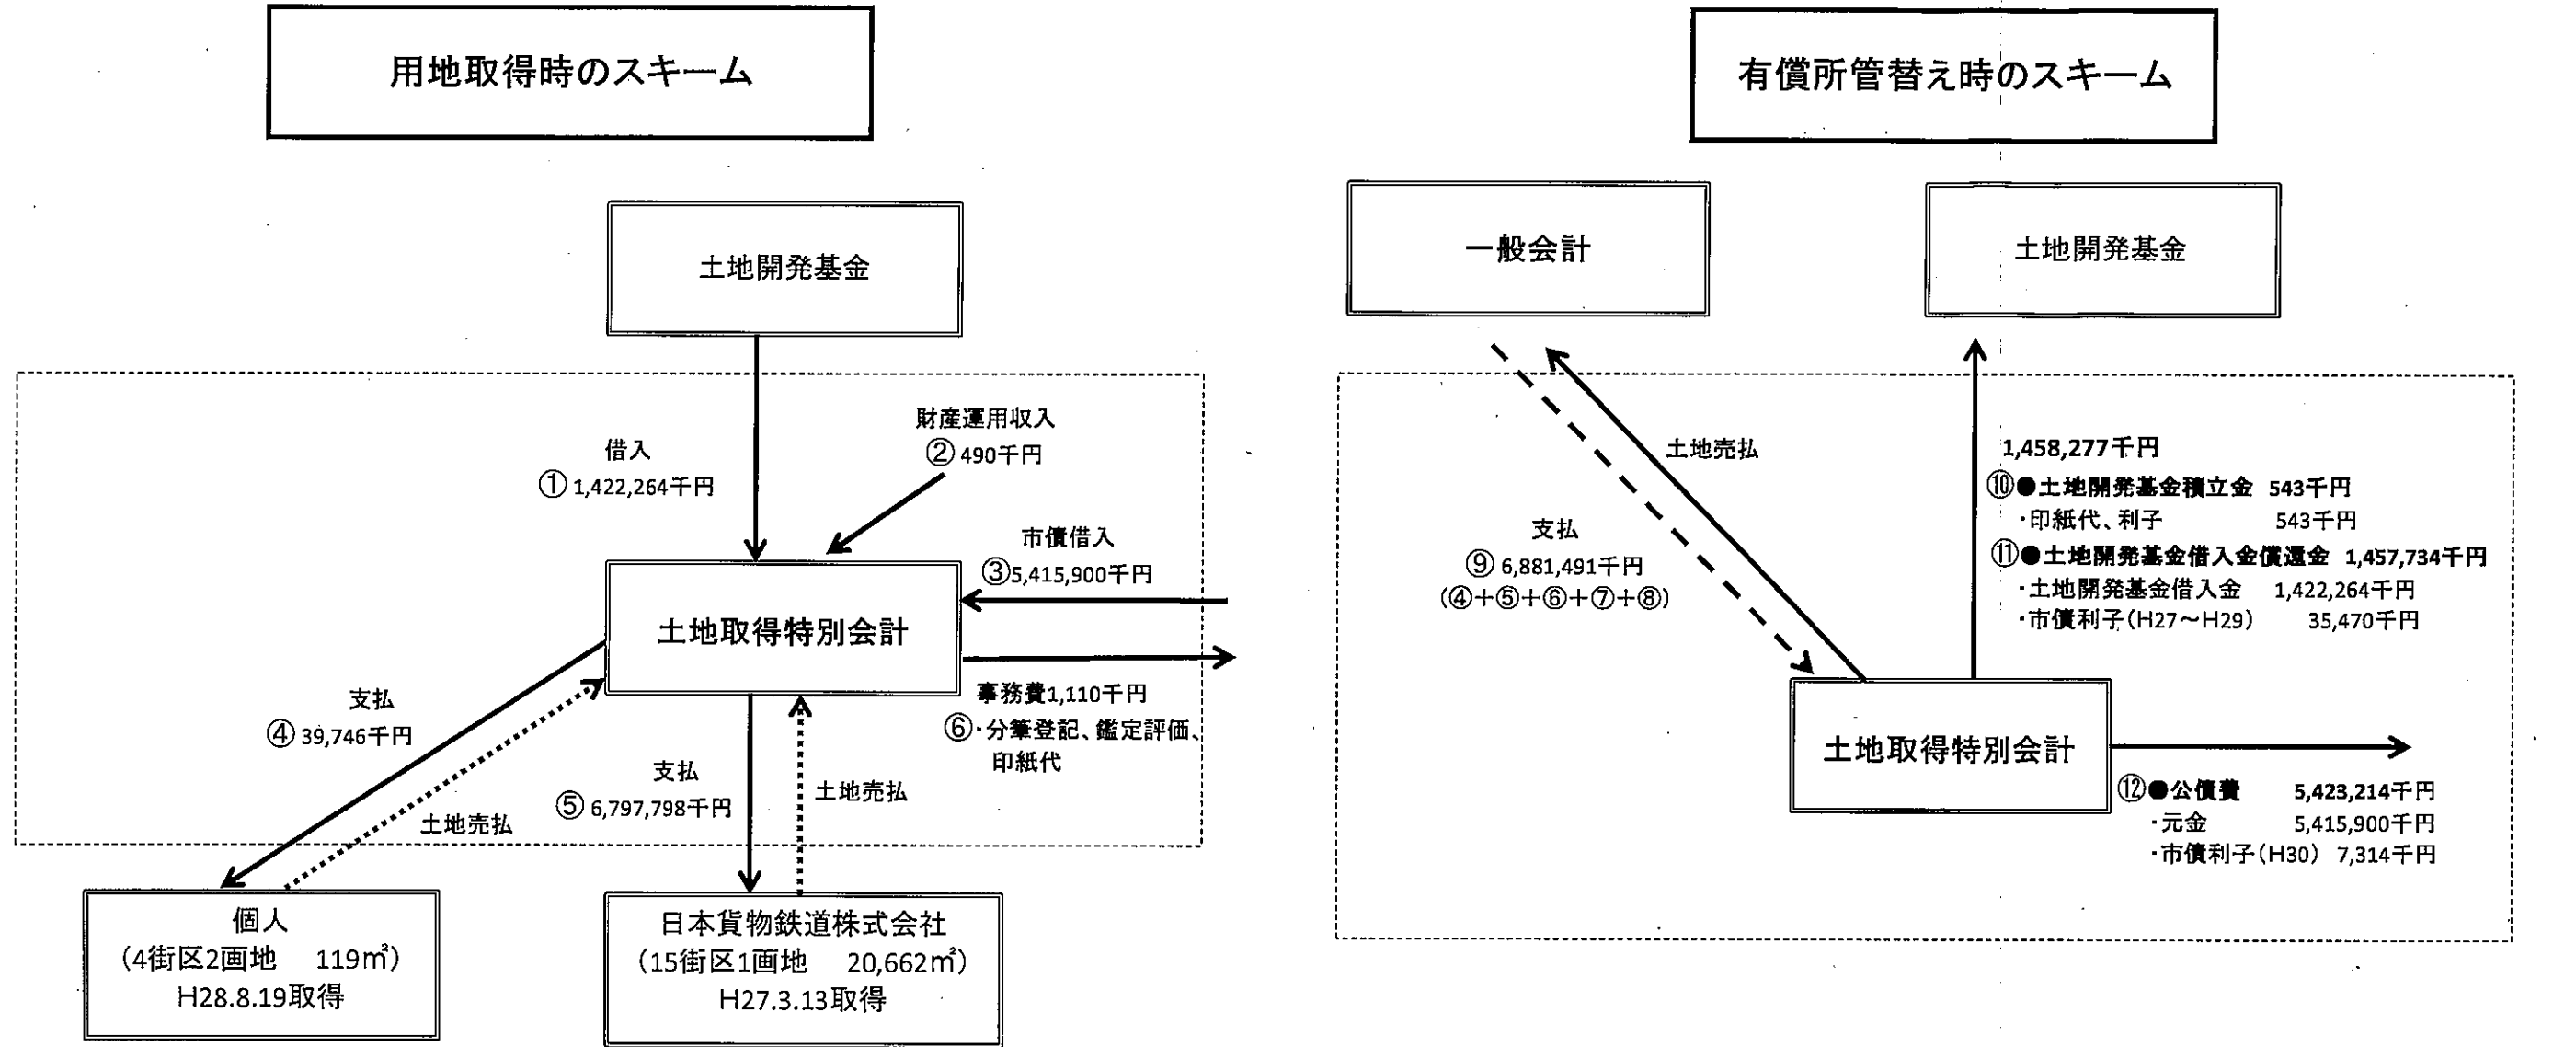 用地取得時のスキーム
土地開発基金
借入
① 1,422,264千円
財産運用収入
② 490千円
市債借入
③5,415,900千円
土地取得特別会計
事務費1,110千円
⑥・分筆登記、鑑定評価、
印紙代
支払
④ 39,746千円
土地売払
支払
⑤ 6,797,798千円
土地売払
個人
(4街区2画地 119㎡)
H28.8.19取得
日本貨物鉄道株式会社
(15街区1画地 20,662㎡)
H27.3.13取得
有償所管替え時のスキーム
一般会計
土地開発基金
土地売払
支払
⑨ 6,881,491千円
(④+⑤+⑥+⑦+⑧)
1,458,277千円
⑩●土地開発基金積立金 543千円
・印紙代、利子 543千円
⑪●土地開発基金借入金償還金 1,457,734千円
・土地開発基金借入金 1,422,264千円
・市債利子(H27～H29) 35,470千円
土地取得特別会計
⑫●公債費 5,423,214千円
・元金 5,415,900千円
・市債利子(H30) 7,314千円